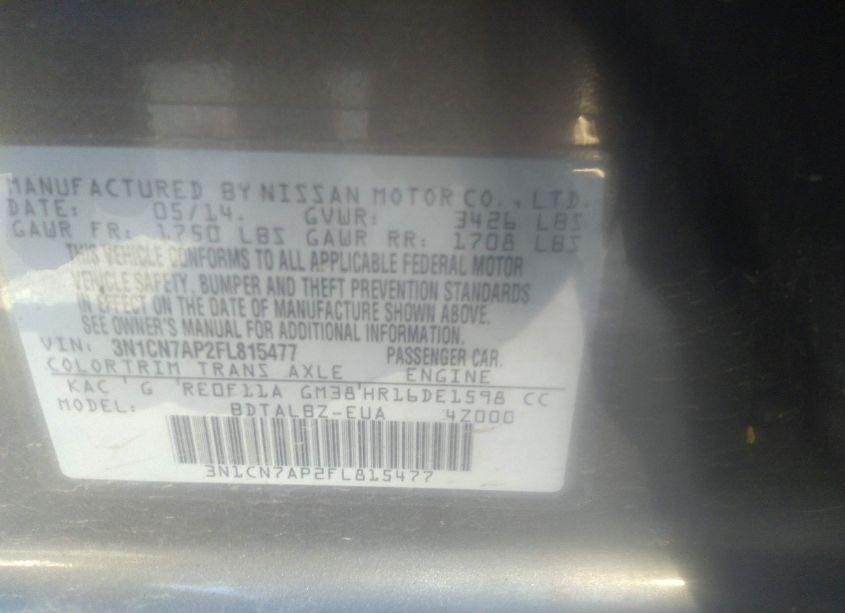 MANUFACTURED BY NISSAN MOTOR CO., LTD.
DATE: 05/14. GVWR: 3426 LBS
GAWR FR: 1750 LBS GAWR RR: 1708 LBS
THIS VEHICLE CONFORMS TO ALL APPLICABLE FEDERAL MOTOR
VEHICLE SAFETY, BUMPER AND THEFT PREVENTION STANDARDS
IN EFFECT ON THE DATE OF MANUFACTURE SHOWN ABOVE.
SEE OWNER'S MANUAL FOR ADDITIONAL INFORMATION.
VIN: 3N1CN7AP2FL815477 PASSENGER CAR.
COLOR TRIM TRANS AXLE ENGINE
KAC ' G 'RE0F11A GM38'HR16DE1598 CC
MODEL: BDTALBZ-EUA 4Z000
3N1CN7AP2FL815477